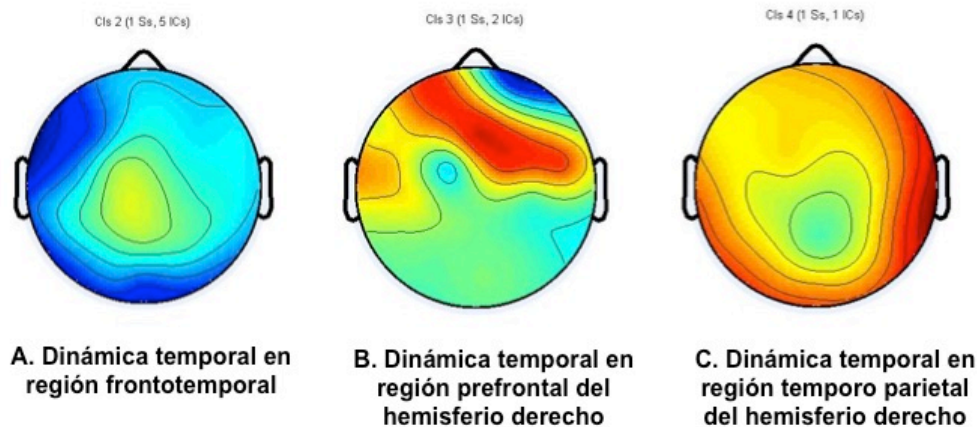 Cls 2 (1 Ss, 5 ICs)
Cls 3 (1 Ss, 2 ICs)
Cls 4 (1 Ss, 1 ICs)
A. Dinámica temporal en
región frontotemporal
B. Dinámica temporal en
región prefrontal del
hemisferio derecho
C. Dinámica temporal en
región temporo parietal
del hemisferio derecho